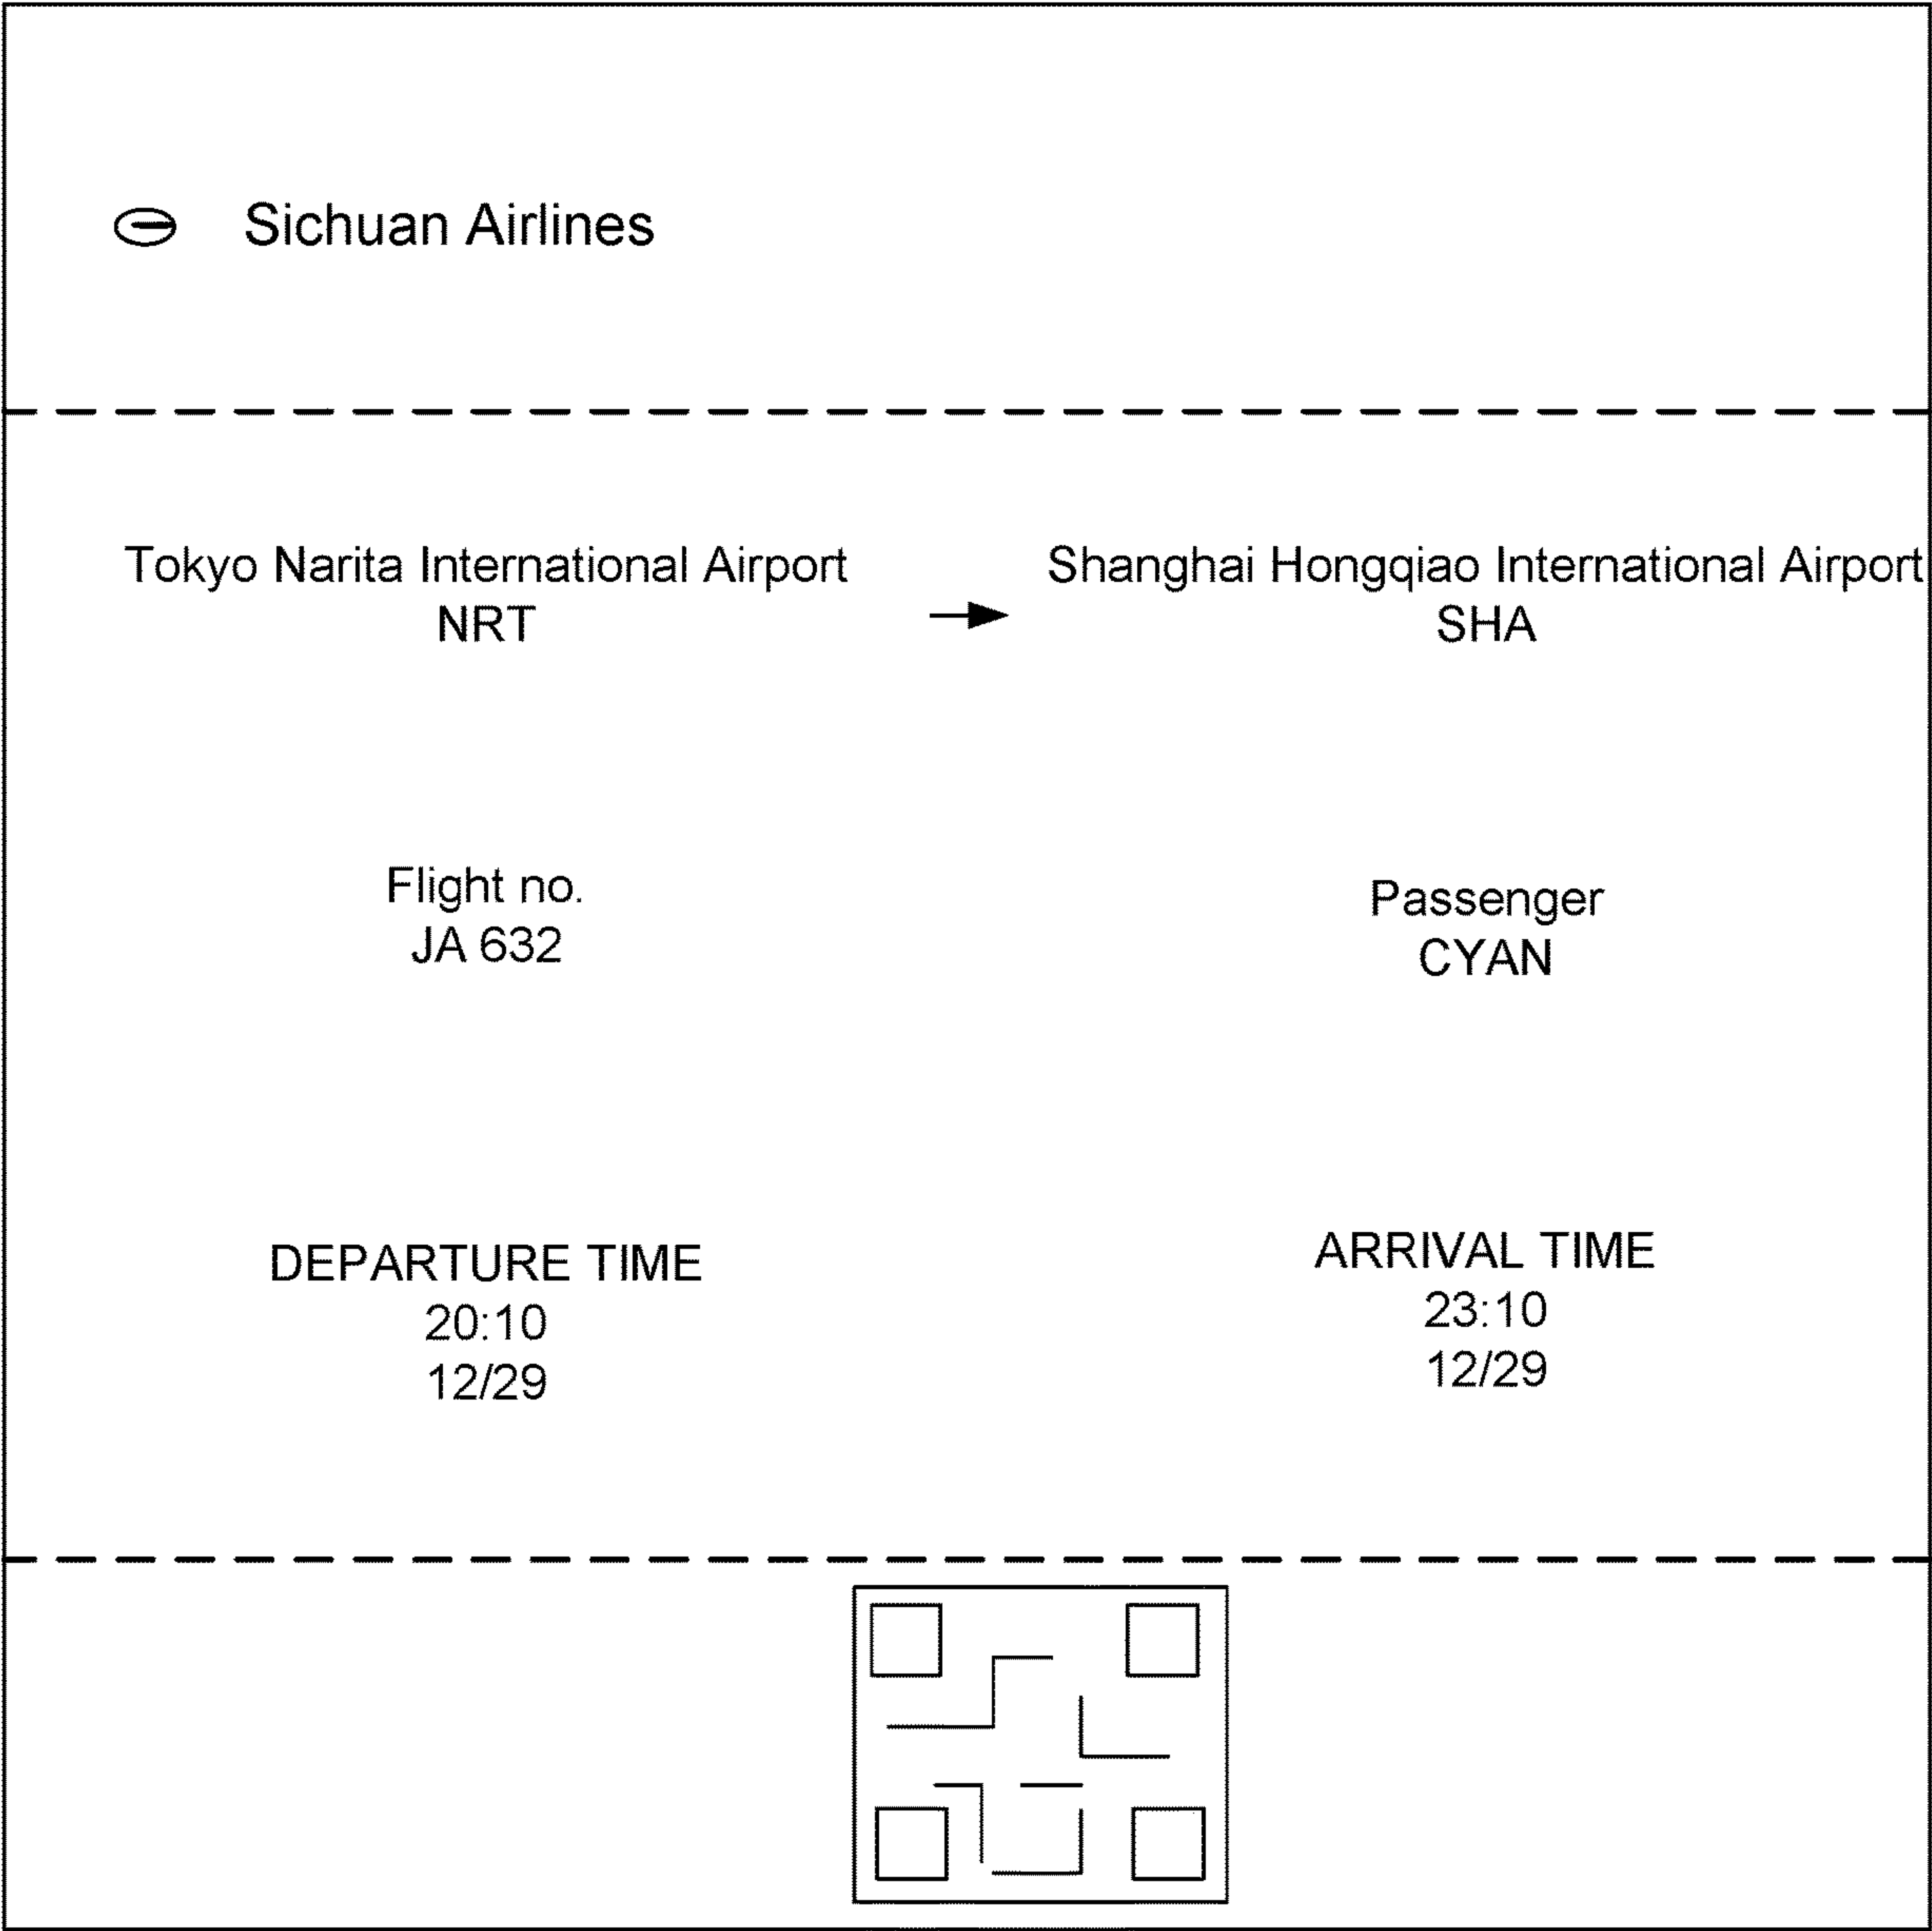 Sichuan Airlines
Tokyo Narita International Airport
NRT
Shanghai Hongqiao International Airport
SHA
Flight no.
JA 632
Passenger
CYAN
DEPARTURE TIME
20:10
12/29
ARRIVAL TIME
23:10
12/29